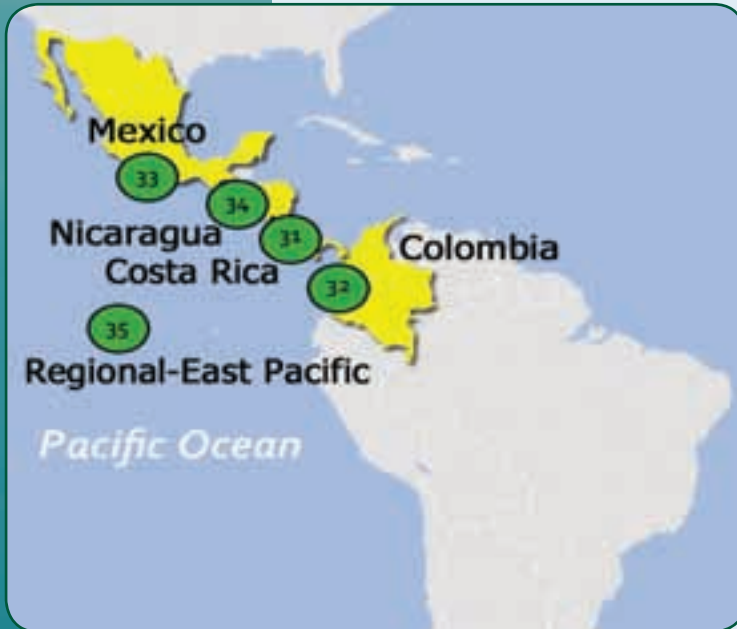 Mexico
33
34
Nicaragua
31
Colombia
Costa Rica
32
35
Regional-East Pacific
Pacific Ocean